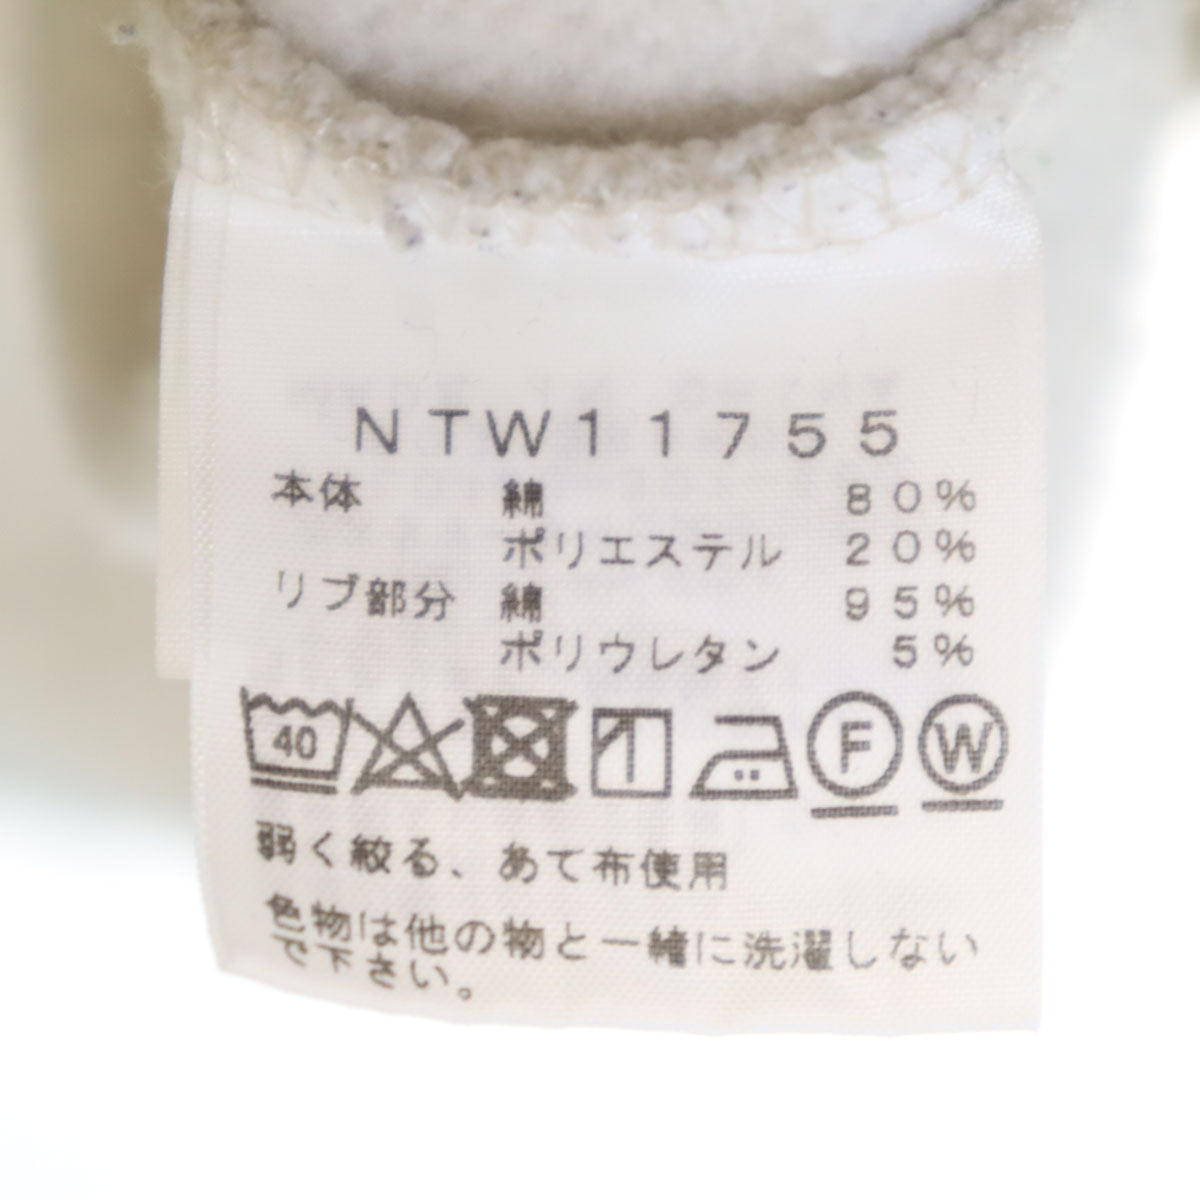 NTW11755
本体 綿 80%
ポリエステル 20%
リブ部分 綿 95%
ポリウレタン 5%
40 F W
弱く絞る、あて布使用
色物は他の物と一緒に洗濯しない
で下さい。